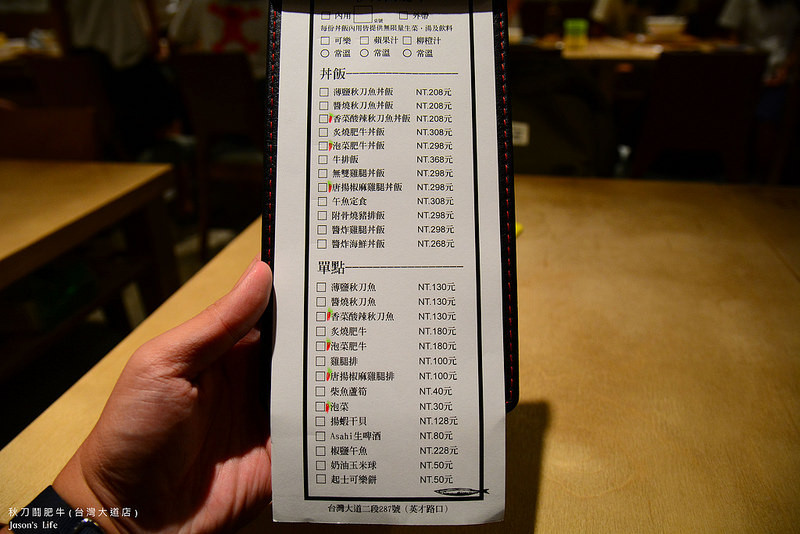 □ 內用 □ 桌號 □ 外帶
每份丼飯內用皆提供無限量生菜、湯及飲料
□ 可樂 □ 蘋果汁 □ 柳橙汁
○ 常溫 ○ 常溫 ○ 常溫
丼飯
□ 薄鹽秋刀魚丼飯 NT.208元
□ 醬燒秋刀魚丼飯 NT.208元
□ 香菜酸辣秋刀魚丼飯 NT.208元
□ 炙燒肥牛丼飯 NT.308元
□ 泡菜肥牛丼飯 NT.298元
□ 牛排飯 NT.368元
□ 無雙雞腿丼飯 NT.298元
□ 唐揚椒麻雞腿丼飯 NT.298元
□ 午魚定食 NT.308元
□ 附骨燒豬排飯 NT.298元
□ 醬炸雞腿丼飯 NT.298元
□ 醬炸海鮮丼飯 NT.268元
單點
□ 薄鹽秋刀魚 NT.130元
□ 醬燒秋刀魚 NT.130元
□ 香菜酸辣秋刀魚 NT.130元
□ 炙燒肥牛 NT.180元
□ 泡菜肥牛 NT.180元
□ 雞腿排 NT.100元
□ 唐揚椒麻雞腿排 NT.100元
□ 柴魚蘆筍 NT.40元
□ 泡菜 NT.30元
□ 揚蝦干貝 NT.128元
□ Asahi生啤酒 NT.80元
□ 椒鹽午魚 NT.228元
□ 奶油玉米球 NT.50元
□ 起士可樂餅 NT.50元
台灣大道二段287號（英才路口）
秋刀鬪肥牛(台灣大道店)
Jason's Life